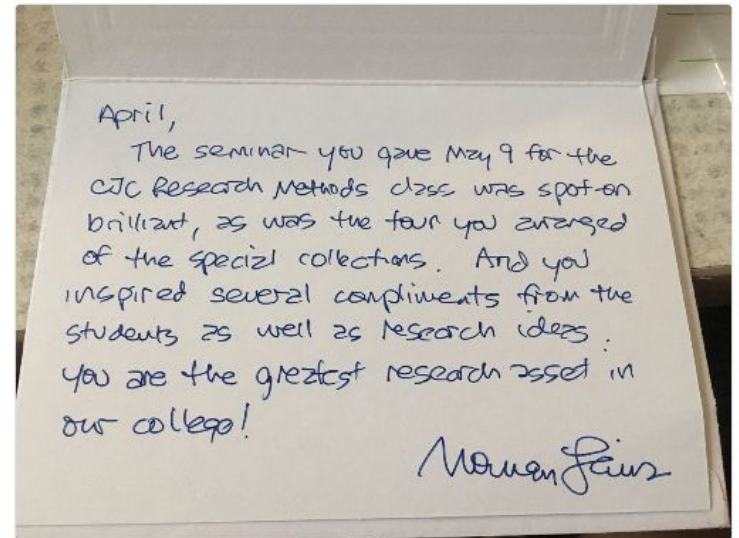 April,
The seminar you gave May 9 for the
CJC Research Methods class was spot-on
brilliant, as was the tour you arranged
of the special collections. And you
inspired several compliments from the
students as well as research ideas.
You are the greatest research asset in
our college!